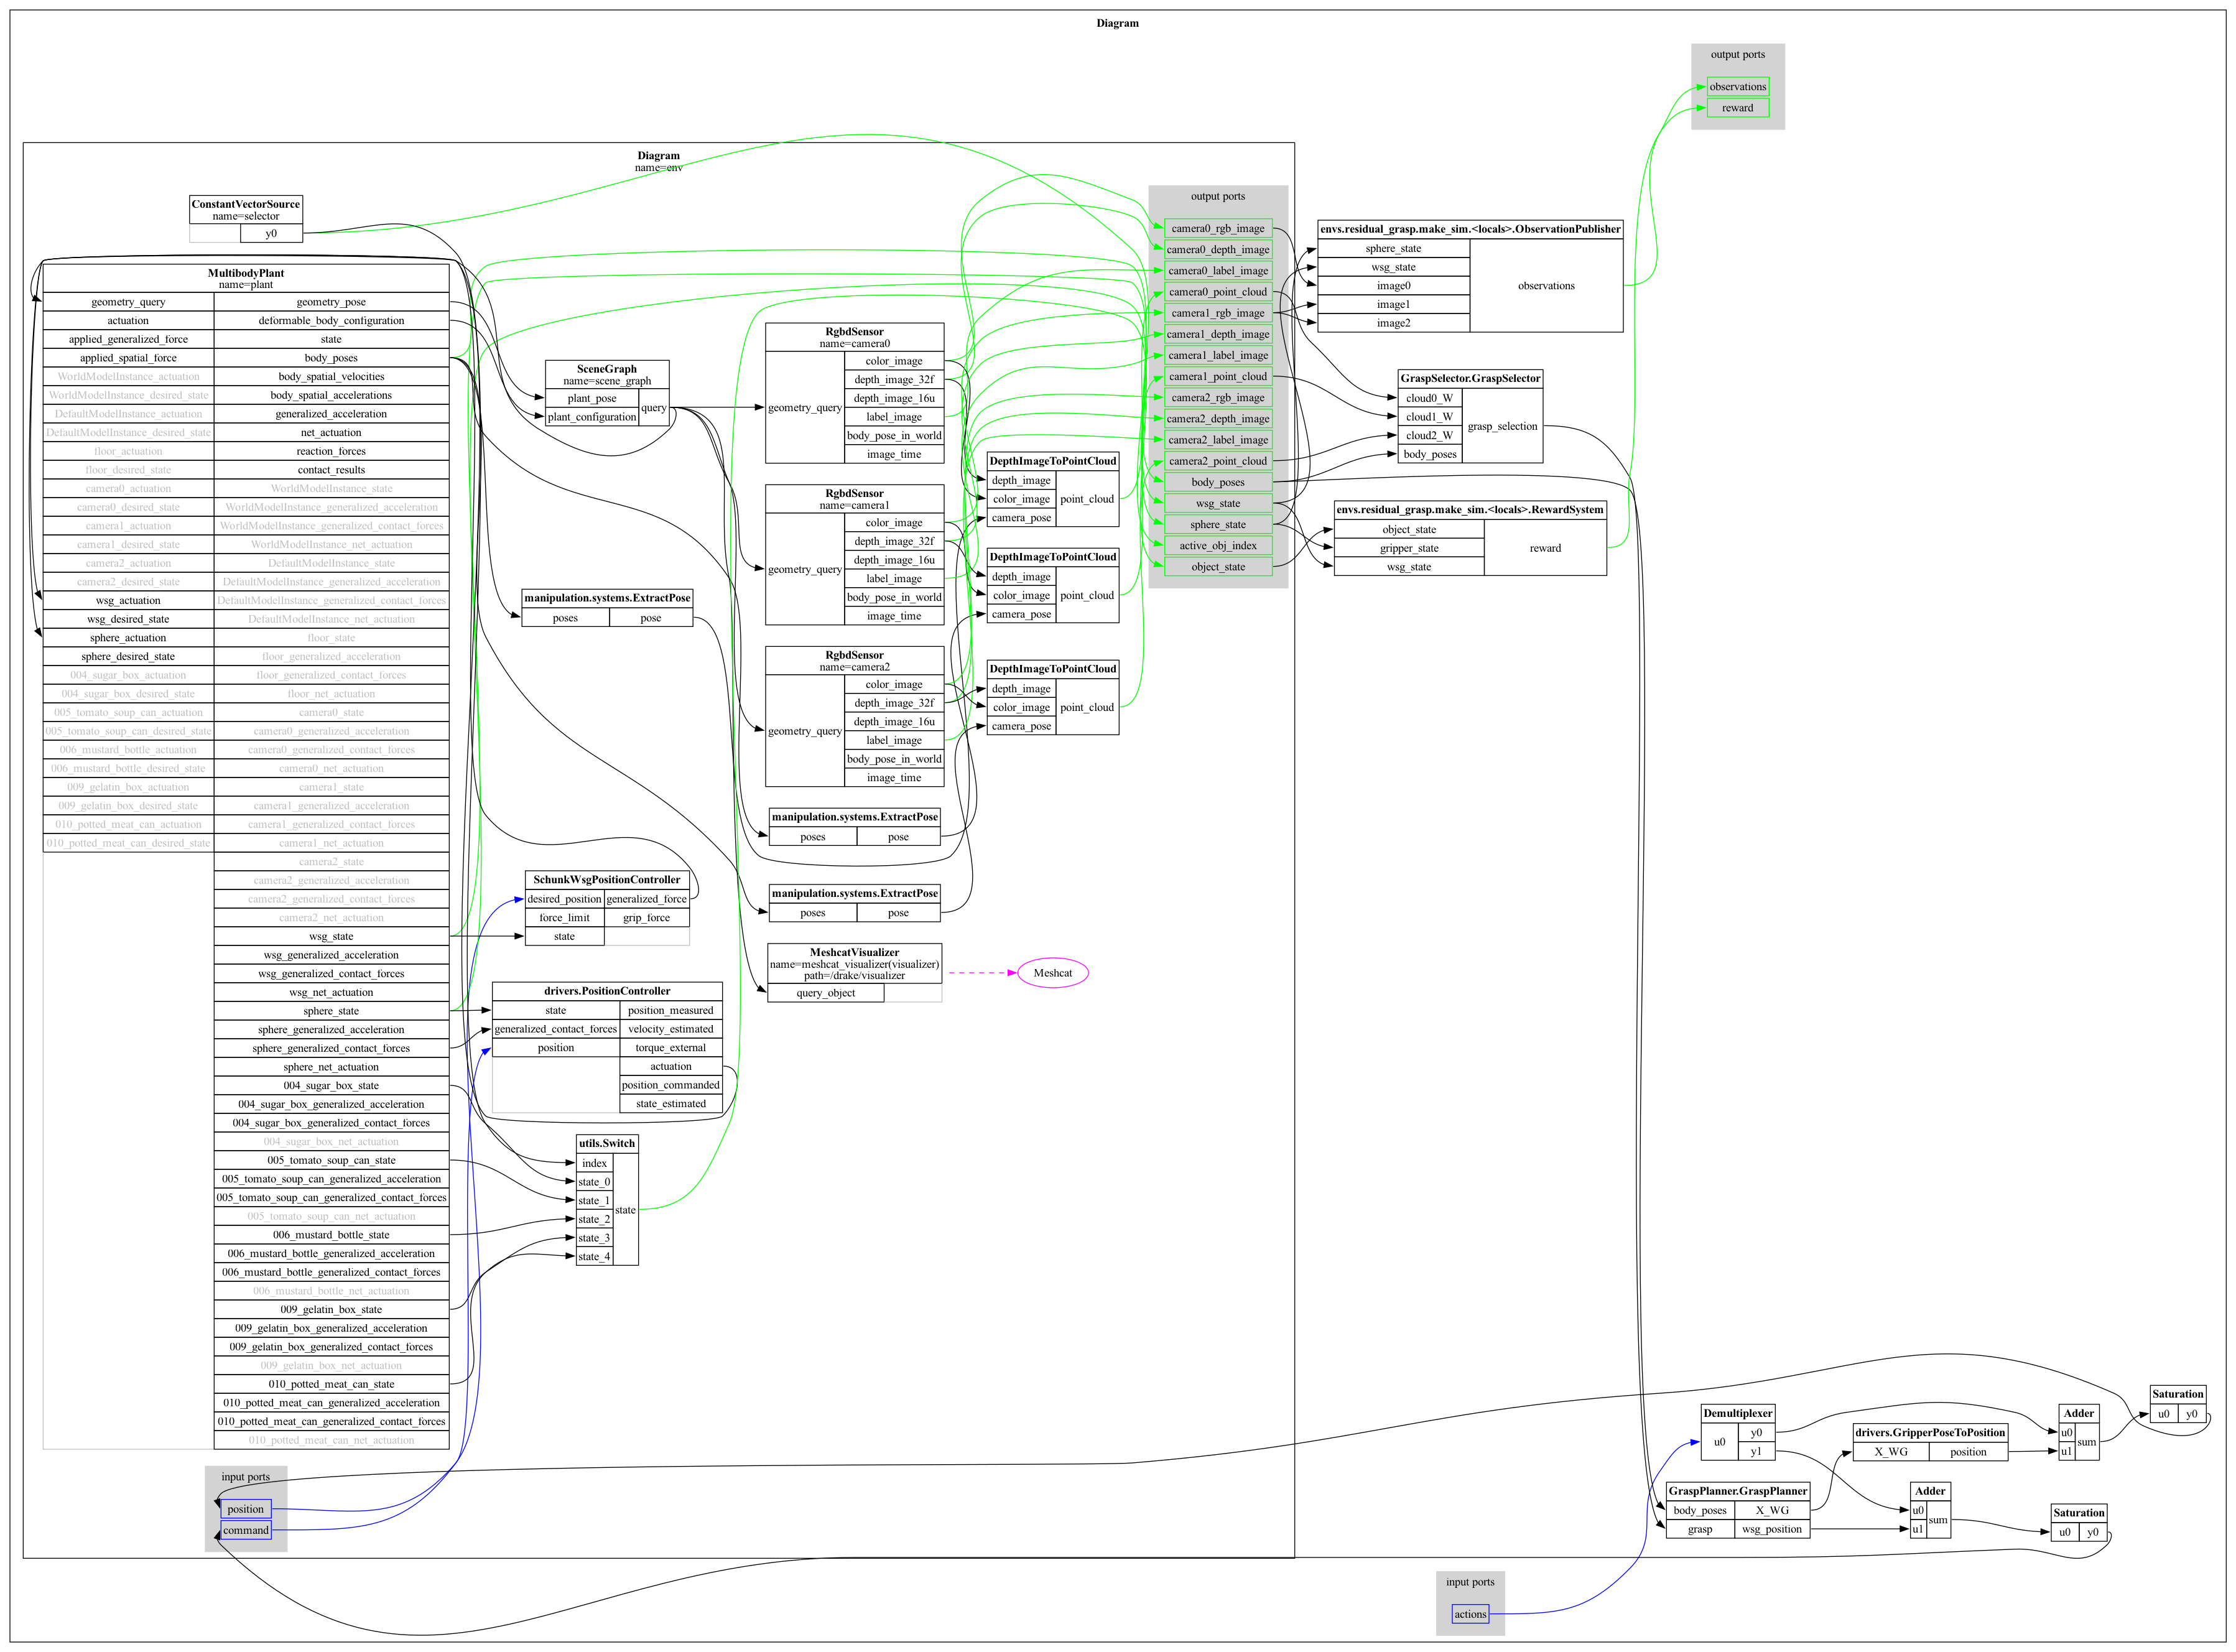 Diagram
output ports
observations
reward
Diagram
name=env
ConstantVectorSource
name=selector
y0
MultibodyPlant
name=plant
geometry_query geometry_pose
actuation deformable_body_configuration
applied_generalized_force state
applied_spatial_force body_poses
WorldModelInstance_actuation body_spatial_velocities
WorldModelInstance_desired_state body_spatial_accelerations
DefaultModelInstance_actuation generalized_acceleration
DefaultModelInstance_desired_state net_actuation
floor_actuation reaction_forces
floor_desired_state contact_results
camera0_actuation WorldModelInstance_state
camera0_desired_state WorldModelInstance_generalized_acceleration
camera1_actuation WorldModelInstance_generalized_contact_forces
camera1_desired_state WorldModelInstance_net_actuation
camera2_actuation DefaultModelInstance_state
camera2_desired_state DefaultModelInstance_generalized_acceleration
wsg_actuation DefaultModelInstance_generalized_contact_forces
wsg_desired_state DefaultModelInstance_net_actuation
sphere_actuation floor_state
sphere_desired_state floor_generalized_acceleration
004_sugar_box_actuation floor_generalized_contact_forces
004_sugar_box_desired_state floor_net_actuation
005_tomato_soup_can_actuation camera0_state
005_tomato_soup_can_desired_state camera0_generalized_acceleration
006_mustard_bottle_actuation camera0_generalized_contact_forces
006_mustard_bottle_desired_state camera0_net_actuation
009_gelatin_box_actuation camera1_state
009_gelatin_box_desired_state camera1_generalized_acceleration
010_potted_meat_can_actuation camera1_generalized_contact_forces
010_potted_meat_can_desired_state camera1_net_actuation
camera2_state
camera2_generalized_acceleration
camera2_generalized_contact_forces
camera2_net_actuation
wsg_state
wsg_generalized_acceleration
wsg_generalized_contact_forces
wsg_net_actuation
sphere_state
sphere_generalized_acceleration
sphere_generalized_contact_forces
sphere_net_actuation
004_sugar_box_state
004_sugar_box_generalized_acceleration
004_sugar_box_generalized_contact_forces
004_sugar_box_net_actuation
005_tomato_soup_can_state
005_tomato_soup_can_generalized_acceleration
005_tomato_soup_can_generalized_contact_forces
005_tomato_soup_can_net_actuation
006_mustard_bottle_state
006_mustard_bottle_generalized_acceleration
006_mustard_bottle_generalized_contact_forces
006_mustard_bottle_net_actuation
009_gelatin_box_state
009_gelatin_box_generalized_acceleration
009_gelatin_box_generalized_contact_forces
009_gelatin_box_net_actuation
010_potted_meat_can_state
010_potted_meat_can_generalized_acceleration
010_potted_meat_can_generalized_contact_forces
010_potted_meat_can_net_actuation
input ports
position
command
SceneGraph
name=scene_graph
plant_pose
query
plant_configuration
manipulation.systems.ExtractPose
poses pose
SchunkWsgPositionController
desired_position generalized_force
force_limit grip_force
state
drivers.PositionController
state position_measured
generalized_contact_forces velocity_estimated
position torque_external
actuation
position_commanded
state_estimated
utils.Switch
index
state_0
state_1
state
state_2
state_3
state_4
RgbdSensor
name=camera0
color_image
depth_image_32f
depth_image_16u
geometry_query
label_image
body_pose_in_world
image_time
RgbdSensor
name=camera1
color_image
depth_image_32f
depth_image_16u
geometry_query
label_image
body_pose_in_world
image_time
RgbdSensor
name=camera2
color_image
depth_image_32f
depth_image_16u
geometry_query
label_image
body_pose_in_world
image_time
manipulation.systems.ExtractPose
poses pose
manipulation.systems.ExtractPose
poses pose
MeshcatVisualizer
name=meshcat_visualizer(visualizer)
path=/drake/visualizer
query_object
Meshcat
DepthImageToPointCloud
depth_image
color_image point_cloud
camera_pose
DepthImageToPointCloud
depth_image
color_image point_cloud
camera_pose
DepthImageToPointCloud
depth_image
color_image point_cloud
camera_pose
output ports
camera0_rgb_image
camera0_depth_image
camera0_label_image
camera0_point_cloud
camera1_rgb_image
camera1_depth_image
camera1_label_image
camera1_point_cloud
camera2_rgb_image
camera2_depth_image
camera2_label_image
camera2_point_cloud
body_poses
wsg_state
sphere_state
active_obj_index
object_state
envs.residual_grasp.make_sim.<locals>.ObservationPublisher
sphere_state
wsg_state
image0 observations
image1
image2
GraspSelector.GraspSelector
cloud0_W
cloud1_W
grasp_selection
cloud2_W
body_poses
envs.residual_grasp.make_sim.<locals>.RewardSystem
object_state
gripper_state reward
wsg_state
Demultiplexer
y0
u0
y1
GraspPlanner.GraspPlanner
body_poses X_WG
grasp wsg_position
drivers.GripperPoseToPosition
X_WG position
Adder
u0
sum
u1
Adder
u0
sum
u1
Saturation
u0 y0
Saturation
u0 y0
input ports
actions